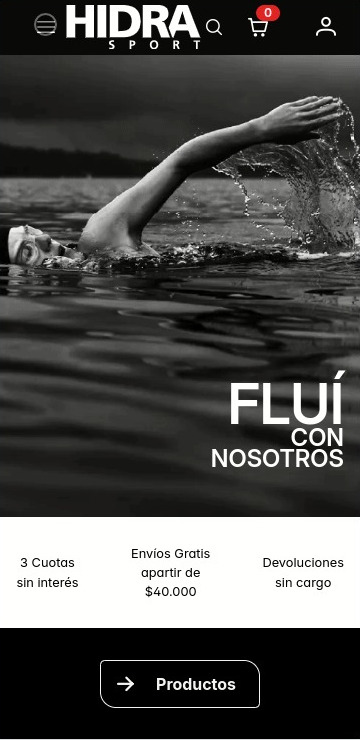 HIDRA
SPORT
0
FLUÍ
CON
NOSOTROS
3 Cuotas
sin interés
Envíos Gratis
apartir de
$40.000
Devoluciones
sin cargo
Productos